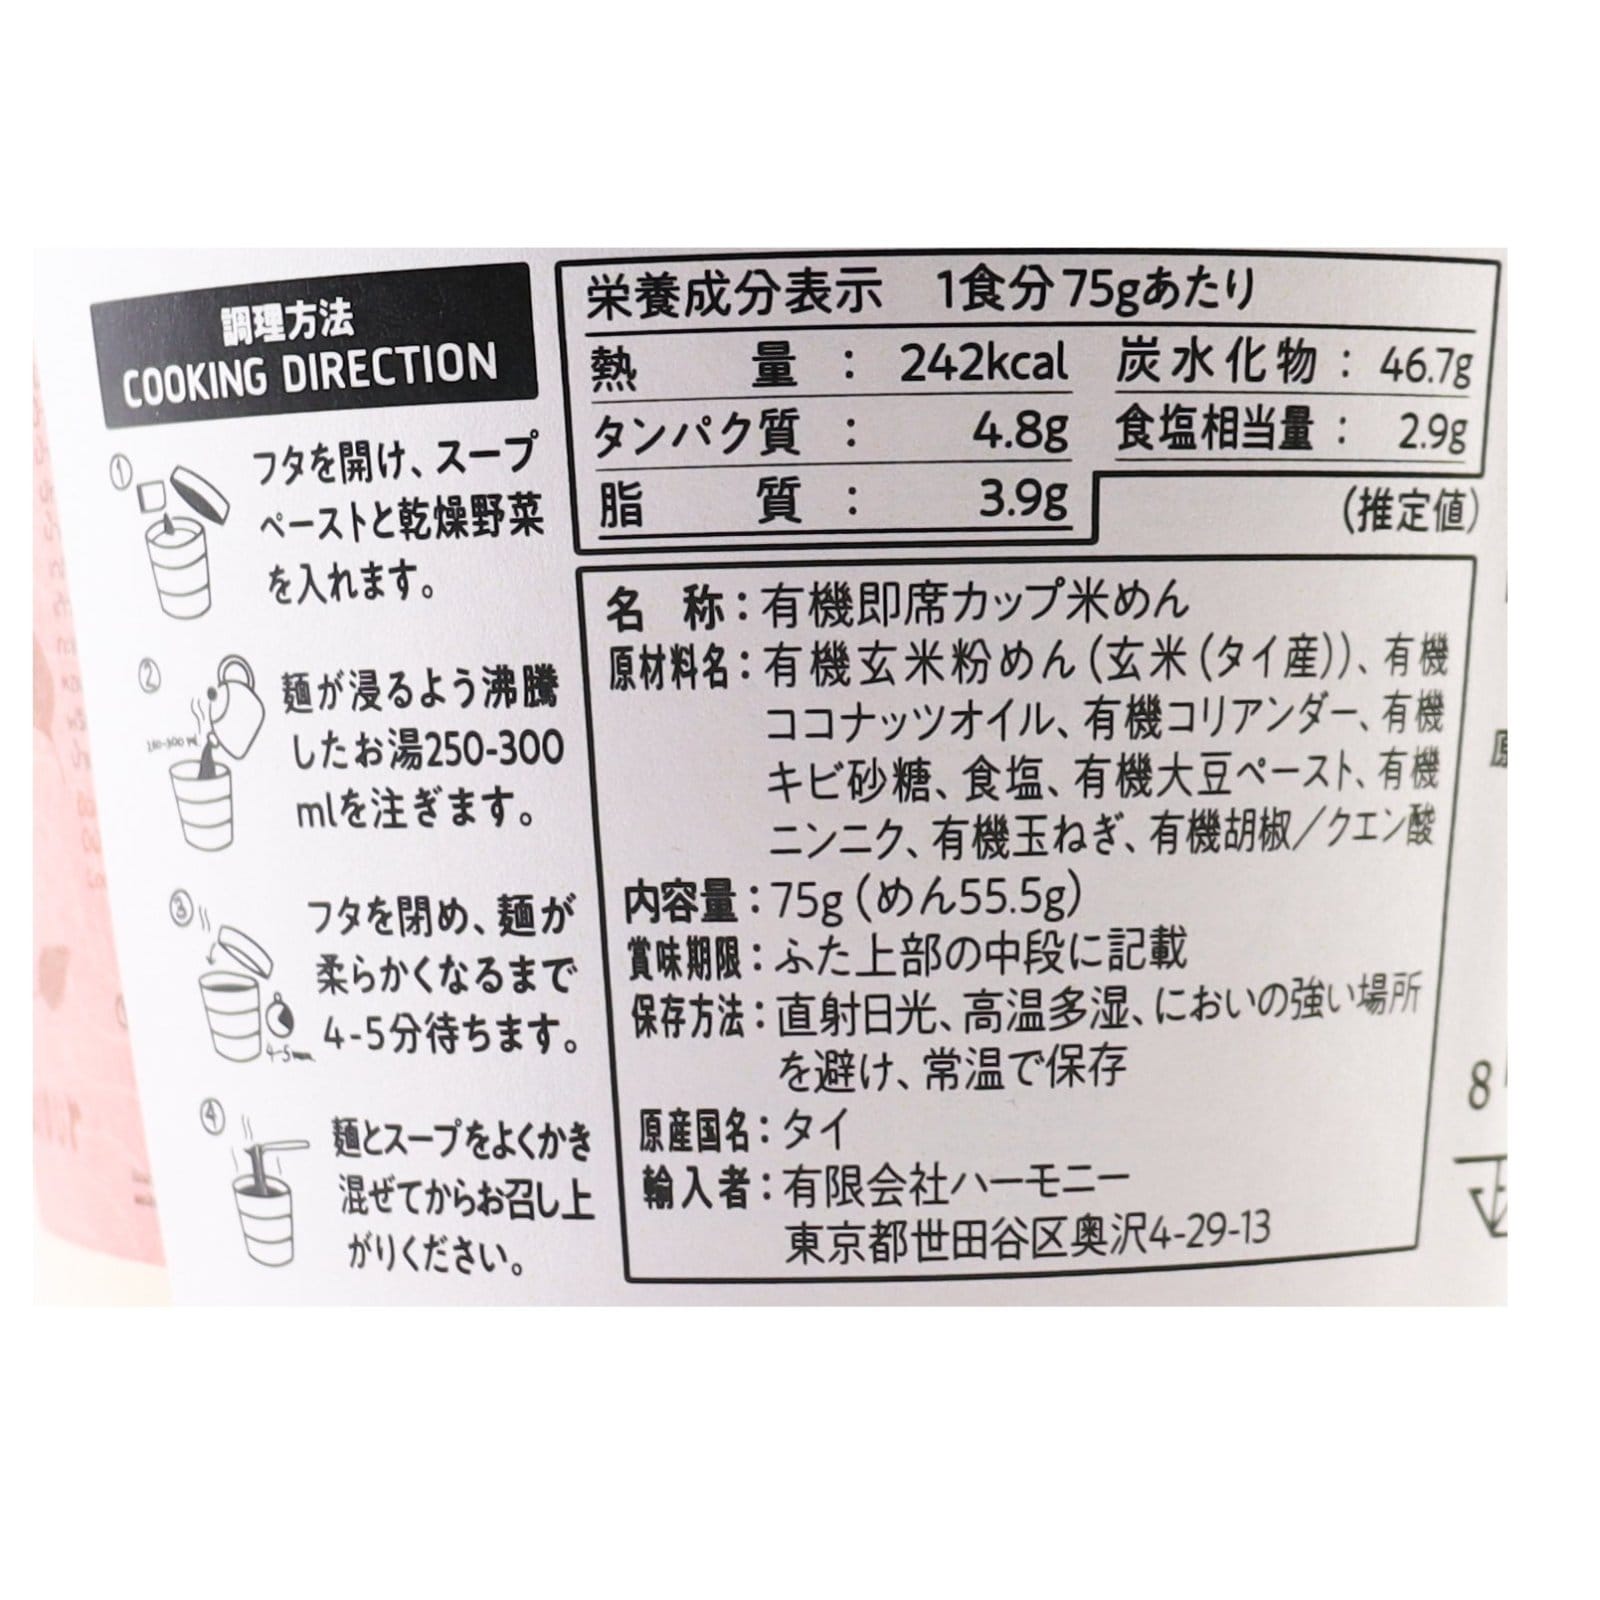 調理方法
COOKING DIRECTION
① フタを開け、スープ
ペーストと乾燥野菜
を入れます。
② 麺が浸るよう沸騰
したお湯250-300
mlを注ぎます。
③ フタを閉め、麺が
柔らかくなるまで
4-5分待ちます。
4-5
④ 麺とスープをよくかき
混ぜてからお召し上
がりください。
栄養成分表示 1食分75gあたり
熱量：242kcal 炭水化物：46.7g
タンパク質：4.8g 食塩相当量：2.9g
脂質：3.9g
(推定値)
名称：有機即席カップ米めん
原材料名：有機玄米粉めん(玄米(タイ産))、有機
ココナッツオイル、有機コリアンダー、有機
キビ砂糖、食塩、有機大豆ペースト、有機
ニンニク、有機玉ねぎ、有機胡椒／クエン酸
内容量：75g(めん55.5g)
賞味期限：ふた上部の中段に記載
保存方法：直射日光、高温多湿、においの強い場所
を避け、常温で保存
原産国名：タイ
輸入者：有限会社ハーモニー
東京都世田谷区奥沢4-29-13
8